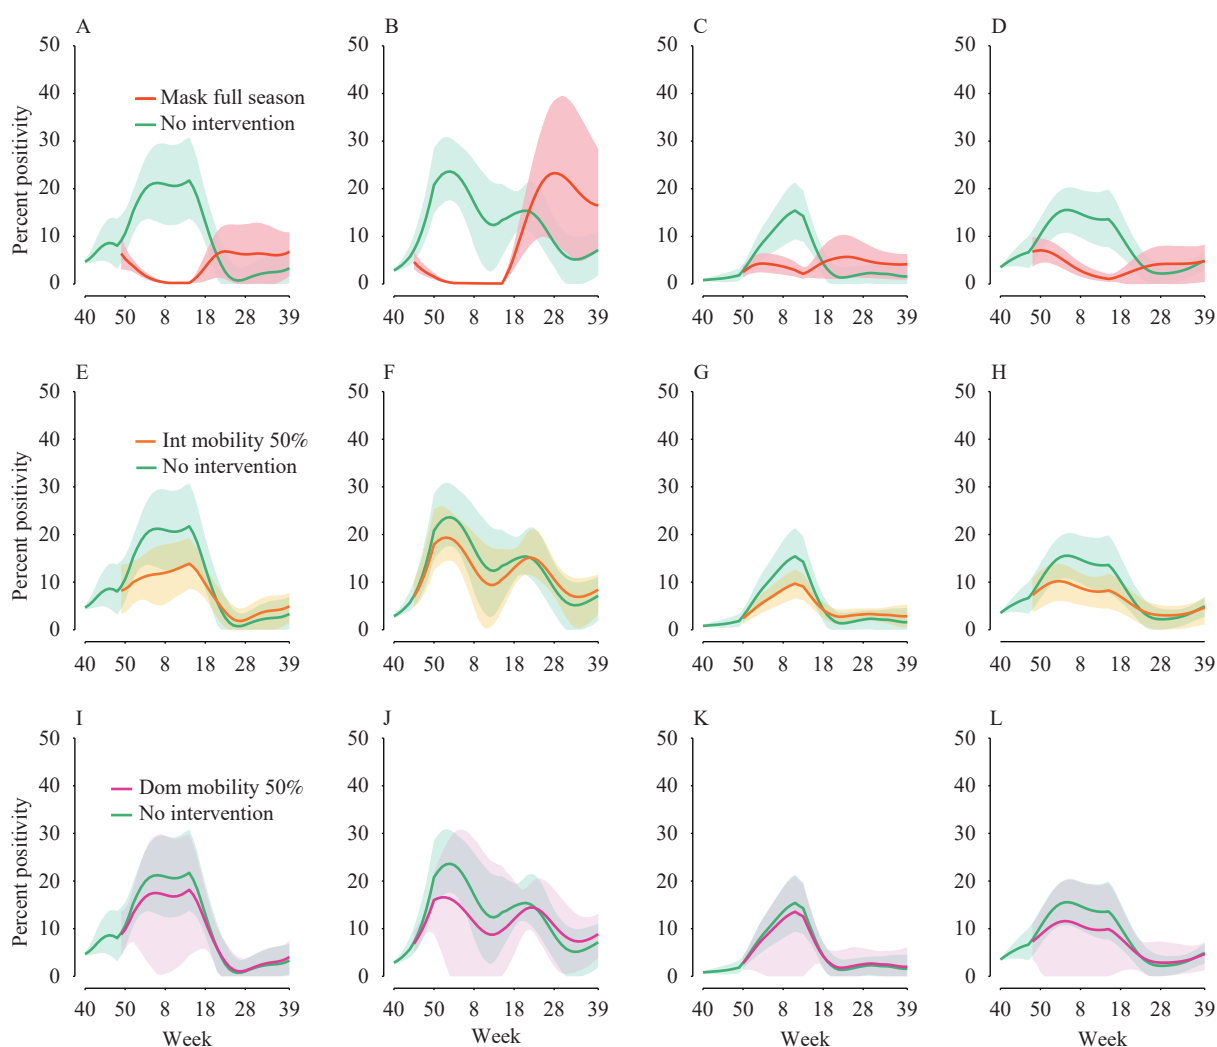 A B C D
50 50 50 50
40 40 40 40
Mask full season
No intervention
30 30 30 30
20 20 20 20
10 10 10 10
0 0 0 0
Percent positivity
40 50 8 18 28 39 40 50 8 18 28 39 40 50 8 18 28 39 40 50 8 18 28 39
E F G H
50 50 50 50
40 40 40 40
Int mobility 50%
No intervention
30 30 30 30
20 20 20 20
10 10 10 10
0 0 0 0
Percent positivity
40 50 8 18 28 39 40 50 8 18 28 39 40 50 8 18 28 39 40 50 8 18 28 39
I J K L
50 50 50 50
40 40 40 40
Dom mobility 50%
No intervention
30 30 30 30
20 20 20 20
10 10 10 10
0 0 0 0
Percent positivity
40 50 8 18 28 39 40 50 8 18 28 39 40 50 8 18 28 39 40 50 8 18 28 39
Week Week Week Week